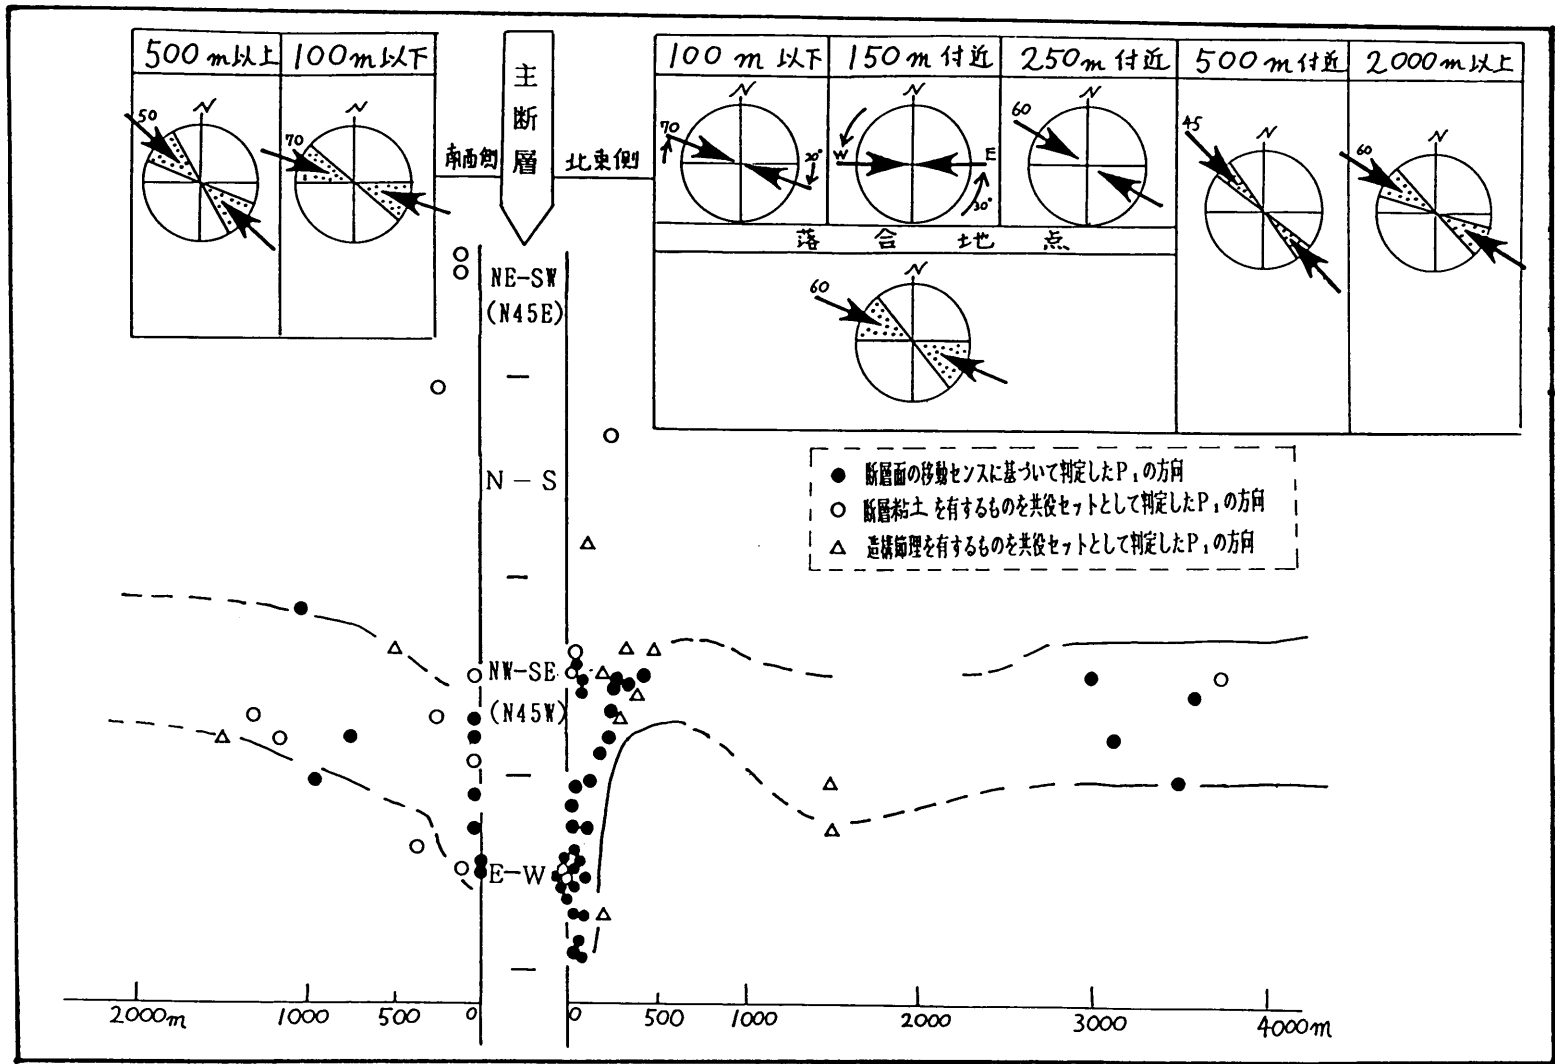 500m以上
100m以下
主断層
南西側
北東側
100m以下
150m付近
250m付近
500m付近
2000m以上
N
50
N
70
N
70
20°
N
W
E
30°
N
60
N
45
N
60
落合地点
N
60
NE-SW
(N45E)
—
N-S
—
NW-SE
(N45W)
—
E-W
—
● 断層面の移動センスに基づいて判定したP₁の方向
○ 断層粘土を有するものを共役セットとして判定したP₁の方向
△ 造構節理を有するものを共役セットとして判定したP₁の方向
2000m 1000 500 0 0 500 1000 2000 3000 4000m